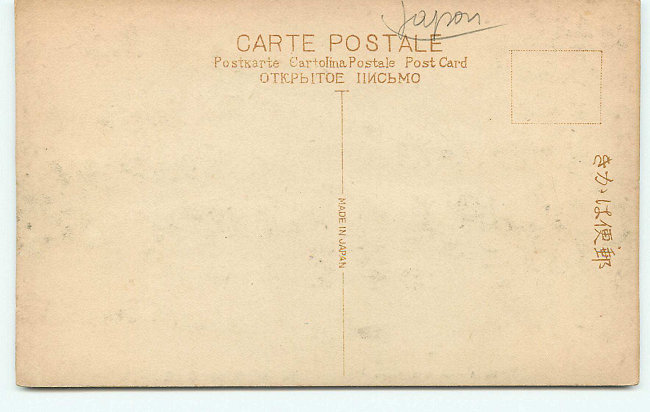 Japon.
CARTE POSTALE
Postkarte Cartolina Postale Post Card
ОТКРЫТОЕ ПИСЬМО
MADE IN JAPAN
きかは便郵